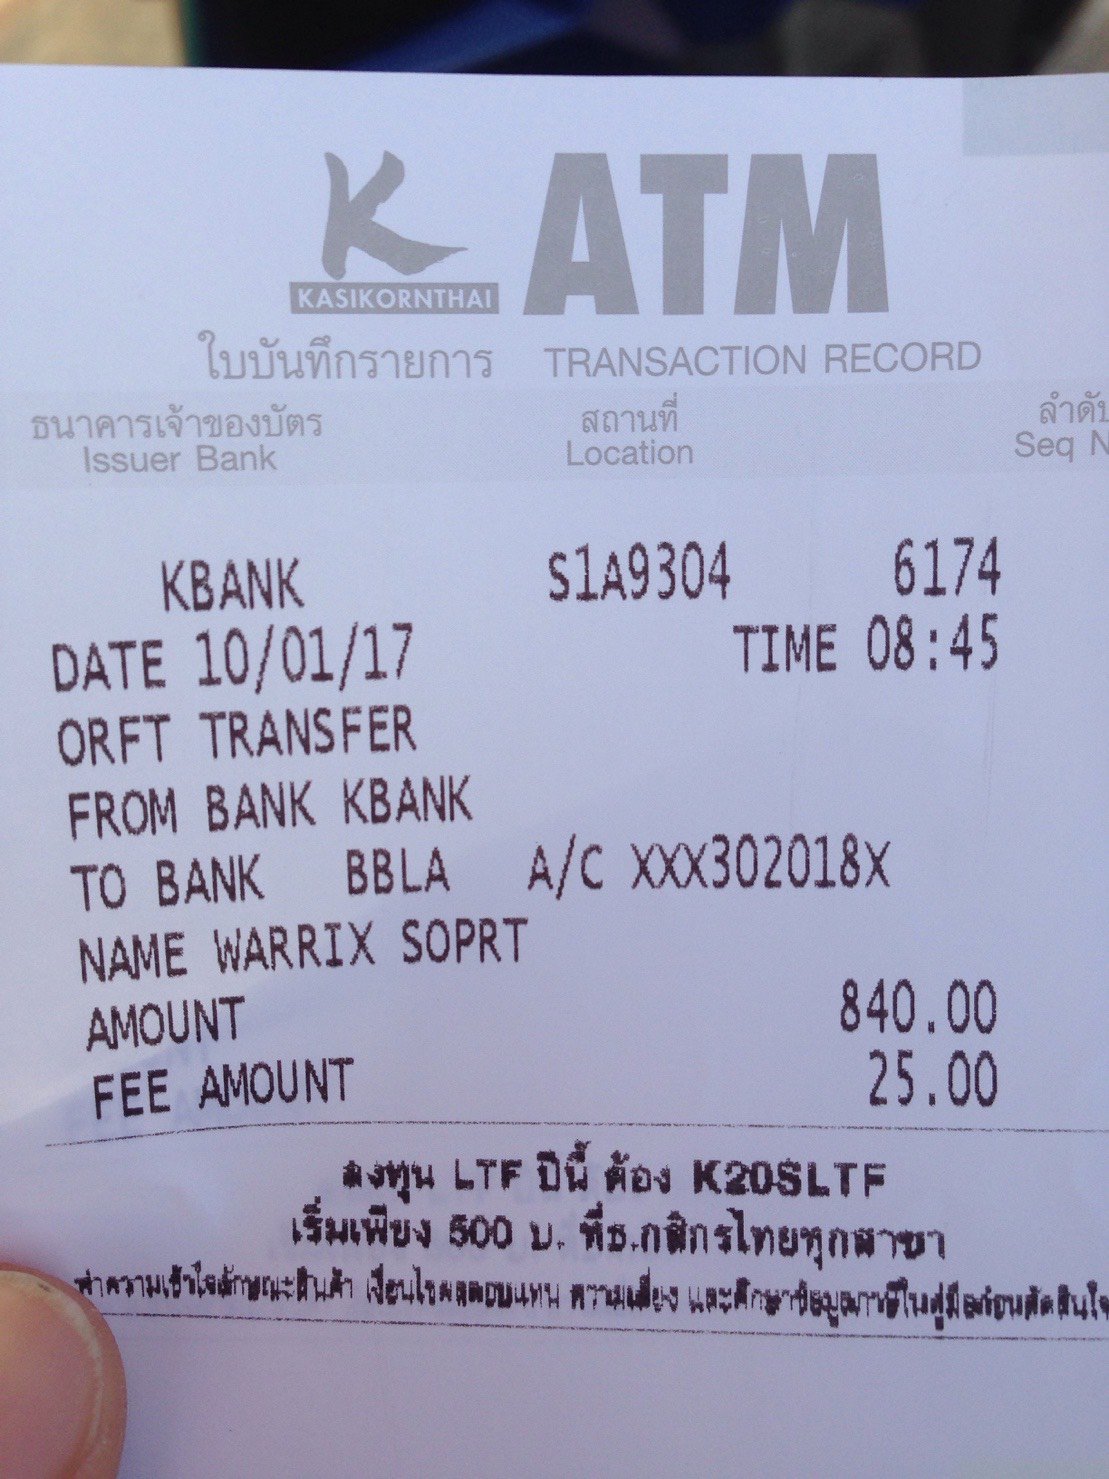 K ATM
KASIKORNTHAI
ใบบันทึกรายการ TRANSACTION RECORD
ธนาคารเจ้าของบัตร สถานที่ ลำดับ
Issuer Bank Location Seq N
KBANK S1A9304 6174
DATE 10/01/17 TIME 08:45
ORFT TRANSFER
FROM BANK KBANK
TO BANK BBLA A/C XXX302018X
NAME WARRIX SOPRT
AMOUNT 840.00
FEE AMOUNT 25.00
ลงทุน LTF ปีนี้ ต้อง K20SLTF
เริ่มเพียง 500 บ. ที่ธ.กสิกรไทยทุกสาขา
ทำความเข้าใจลักษณะสินค้า เงื่อนไขผลตอบแทน ความเสี่ยง และศึกษาข้อมูลภาษีในคู่มือก่อนตัดสินใจ